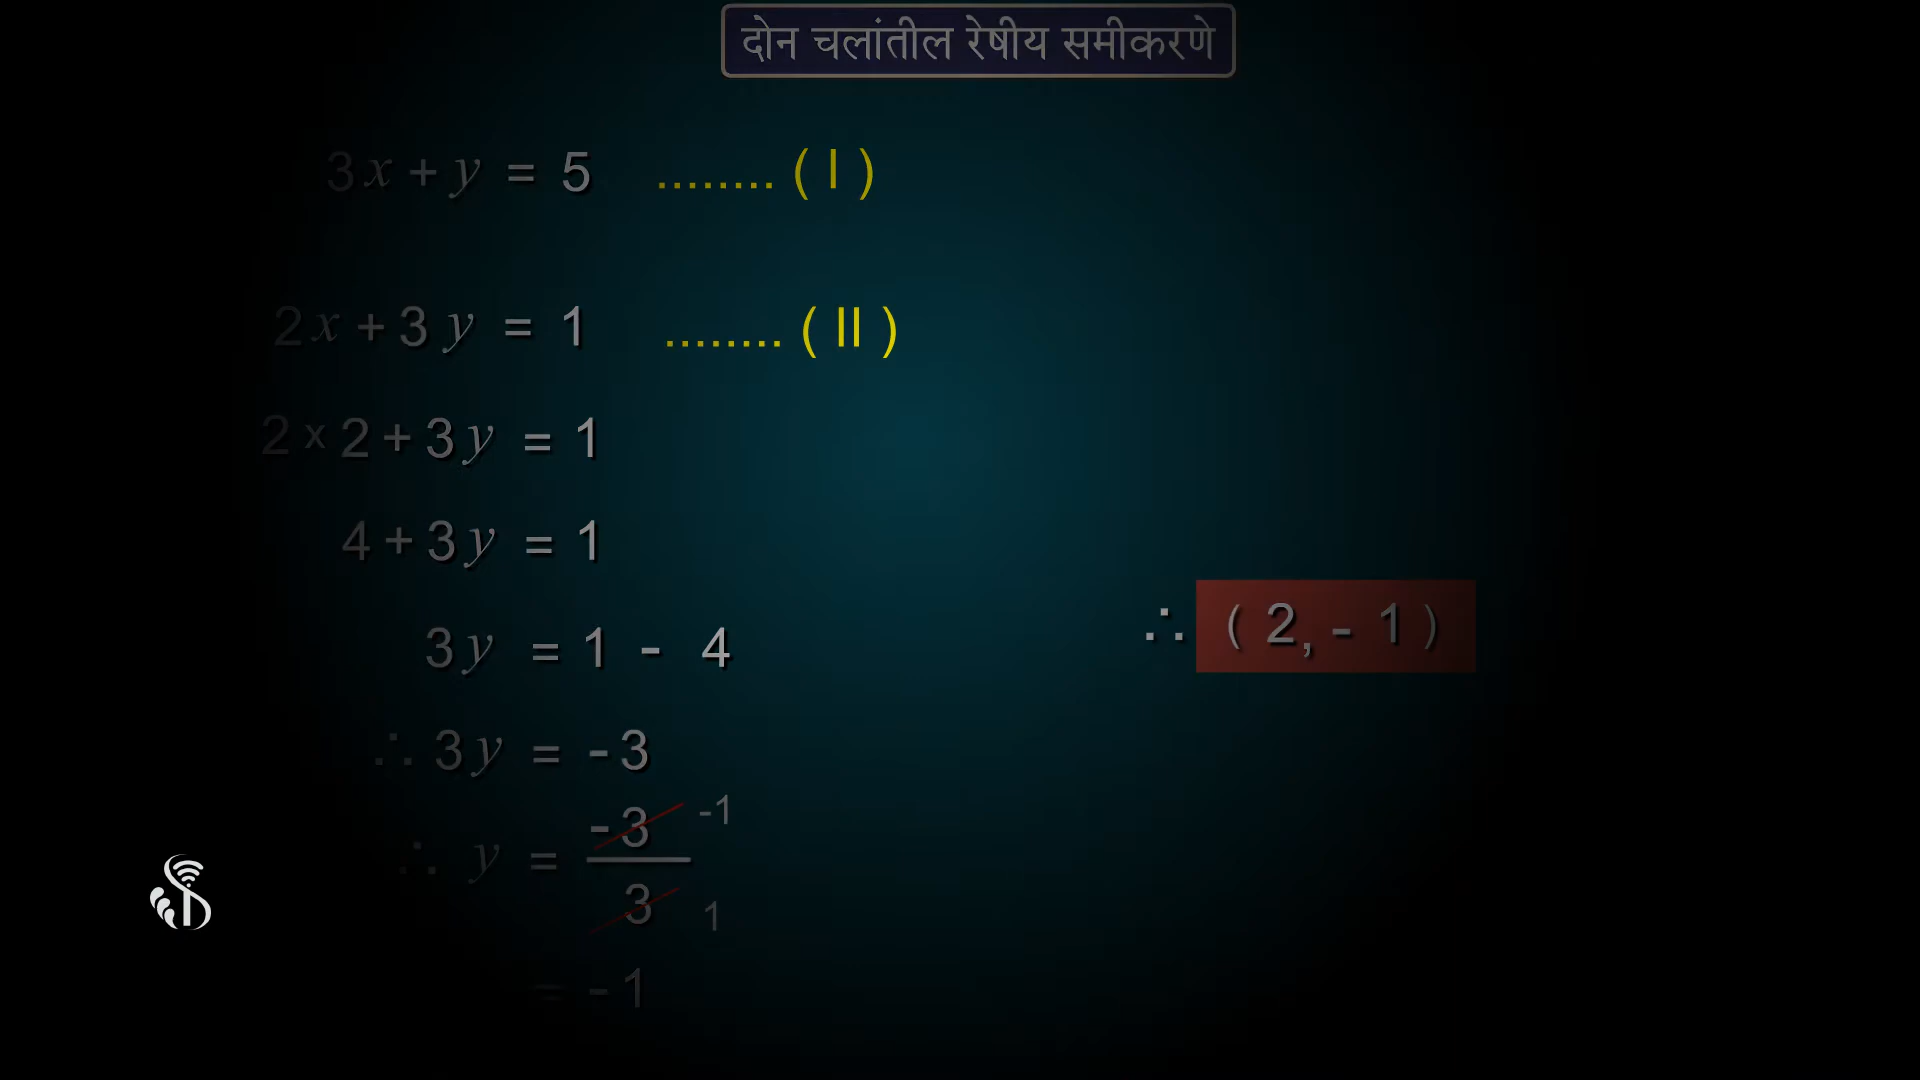 दोन चलांतील रेषीय समीकरणे
3x + y = 5 ........ ( I )
2x + 3y = 1 ........ ( II )
2 x 2 + 3y = 1
4 + 3y = 1
3y = 1 - 4
∴ ( 2, - 1 )
∴ 3y = -3
-3 -1
∴ y =
3 1
= -1